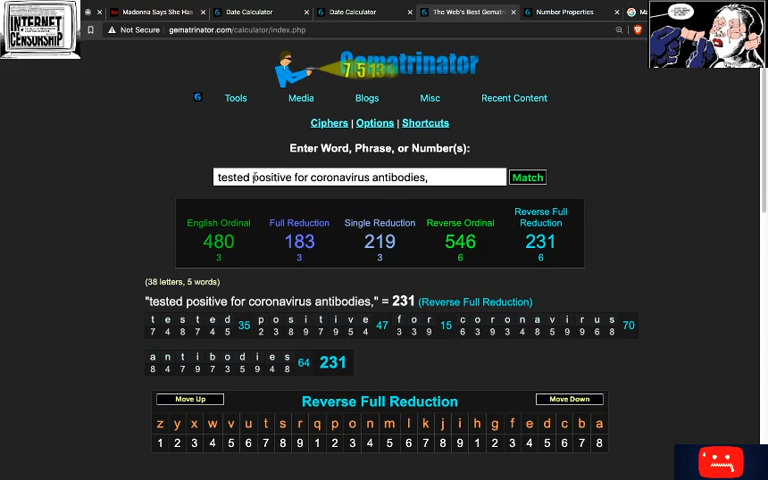 Madonna Says She Has
Date Calculator
Date Calculator
The Web's Best Gematr
Number Properties
Not Secure | gematrinator.com/calculator/index.php
INTERNET
CENSORSHIP
Gematrinator
7 5 13
Tools Media Blogs Misc Recent Content
Ciphers | Options | Shortcuts
Enter Word, Phrase, or Number(s):
tested positive for coronavirus antibodies,
Match
English Ordinal Full Reduction Single Reduction Reverse Ordinal Reverse Full Reduction
480 183 219 546 231
3 3 3 6 6
(38 letters, 5 words)
"tested positive for coronavirus antibodies," = 231 (Reverse Full Reduction)
t e s t e d 35 p o s i t i v e 47 f o r 15 c o r o n a v i r u s 70
7 4 8 7 4 5 2 3 8 9 7 9 5 4 3 3 9 6 3 9 3 4 8 5 9 9 6 8
a n t i b o d i e s 64 231
8 4 7 9 7 3 5 9 4 8
Move Up
Reverse Full Reduction
Move Down
z y x w v u t s r q p o n m l k j i h g f e d c b a
1 2 3 4 5 6 7 8 9 1 2 3 4 5 6 7 8 9 1 2 3 4 5 6 7 8